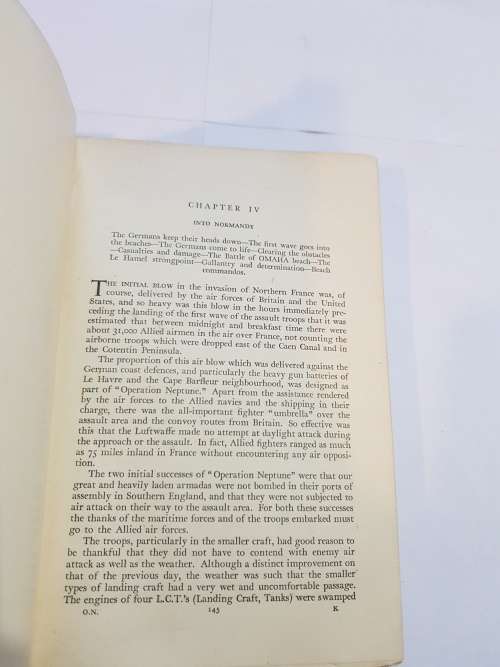 CHAPTER IV
INTO NORMANDY
The Germans keep their heads down—The first wave goes into
the beaches—The Germans come to life—Clearing the obstacles
—Casualties and damage—The Battle of OMAHA beach—The
Le Hamel strongpoint—Gallantry and determination—Beach
commandos.
THE INITIAL BLOW in the invasion of Northern France was, of
course, delivered by the air forces of Britain and the United
States, and so heavy was this blow in the hours immediately pre-
ceding the landing of the first wave of the assault troops that it was
estimated that between midnight and breakfast time there were
about 31,000 Allied airmen in the air over France, not counting the
airborne troops which were dropped east of the Caen Canal and in
the Cotentin Peninsula.
The proportion of this air blow which was delivered against the
German coast defences, and particularly the heavy gun batteries of
Le Havre and the Cape Barfleur neighbourhood, was designed as
part of "Operation Neptune." Apart from the assistance rendered
by the air forces to the Allied navies and the shipping in their
charge, there was the all-important fighter "umbrella" over the
assault area and the convoy routes from Britain. So effective was
this that the Luftwaffe made no attempt at daylight attack during
the approach or the assault. In fact, Allied fighters ranged as much
as 75 miles inland in France without encountering any air opposi-
tion.
The two initial successes of "Operation Neptune" were that our
great and heavily laden armadas were not bombed in their ports of
assembly in Southern England, and that they were not subjected to
air attack on their way to the assault area. For both these successes
the thanks of the maritime forces and of the troops embarked must
go to the Allied air forces.
The troops, particularly in the smaller craft, had good reason to
be thankful that they did not have to contend with enemy air
attack as well as the weather. Although a distinct improvement on
that of the previous day, the weather was such that the smaller
types of landing craft had a very wet and uncomfortable passage.
The engines of four L.C.T.'s (Landing Craft, Tanks) were swamped
O.N. 145 K